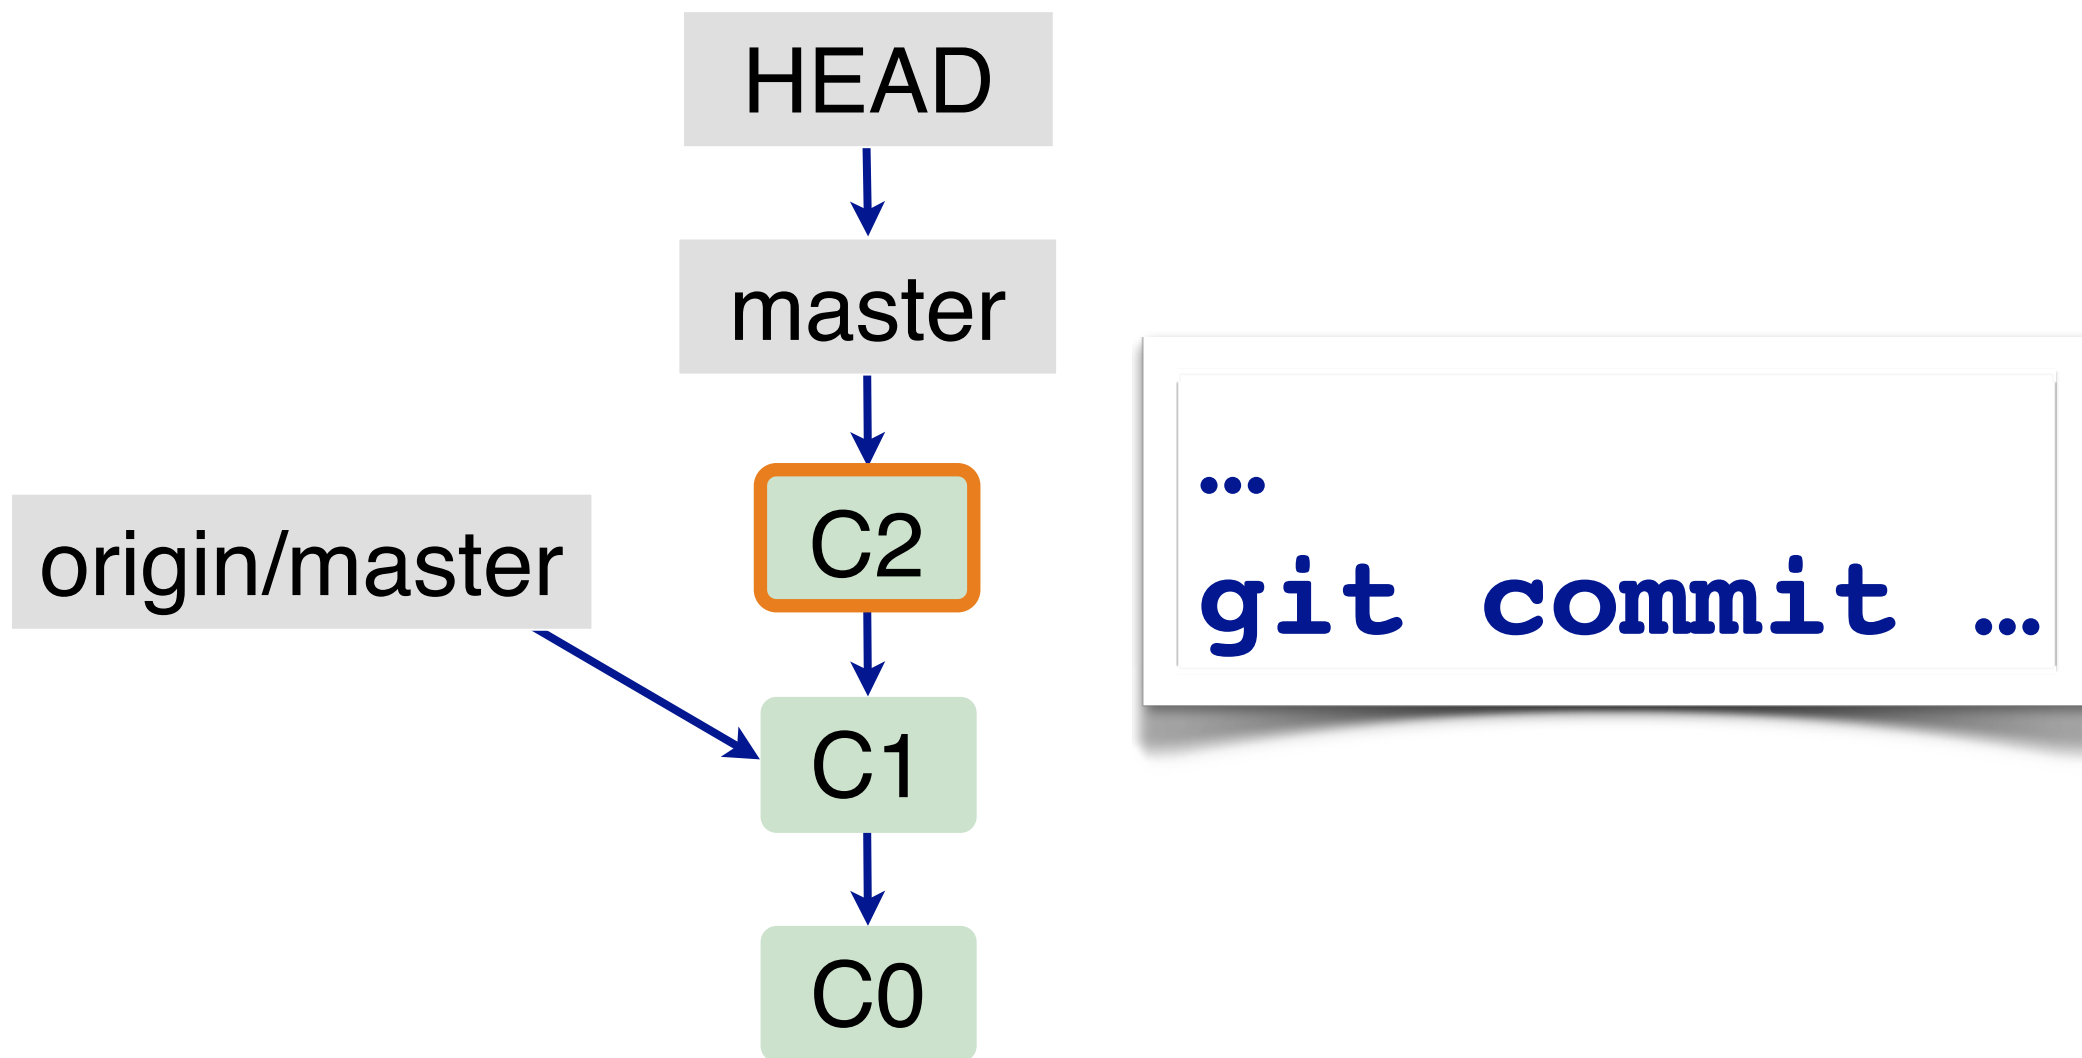 HEAD
master
origin/master
C2
C1
C0
…
git commit …